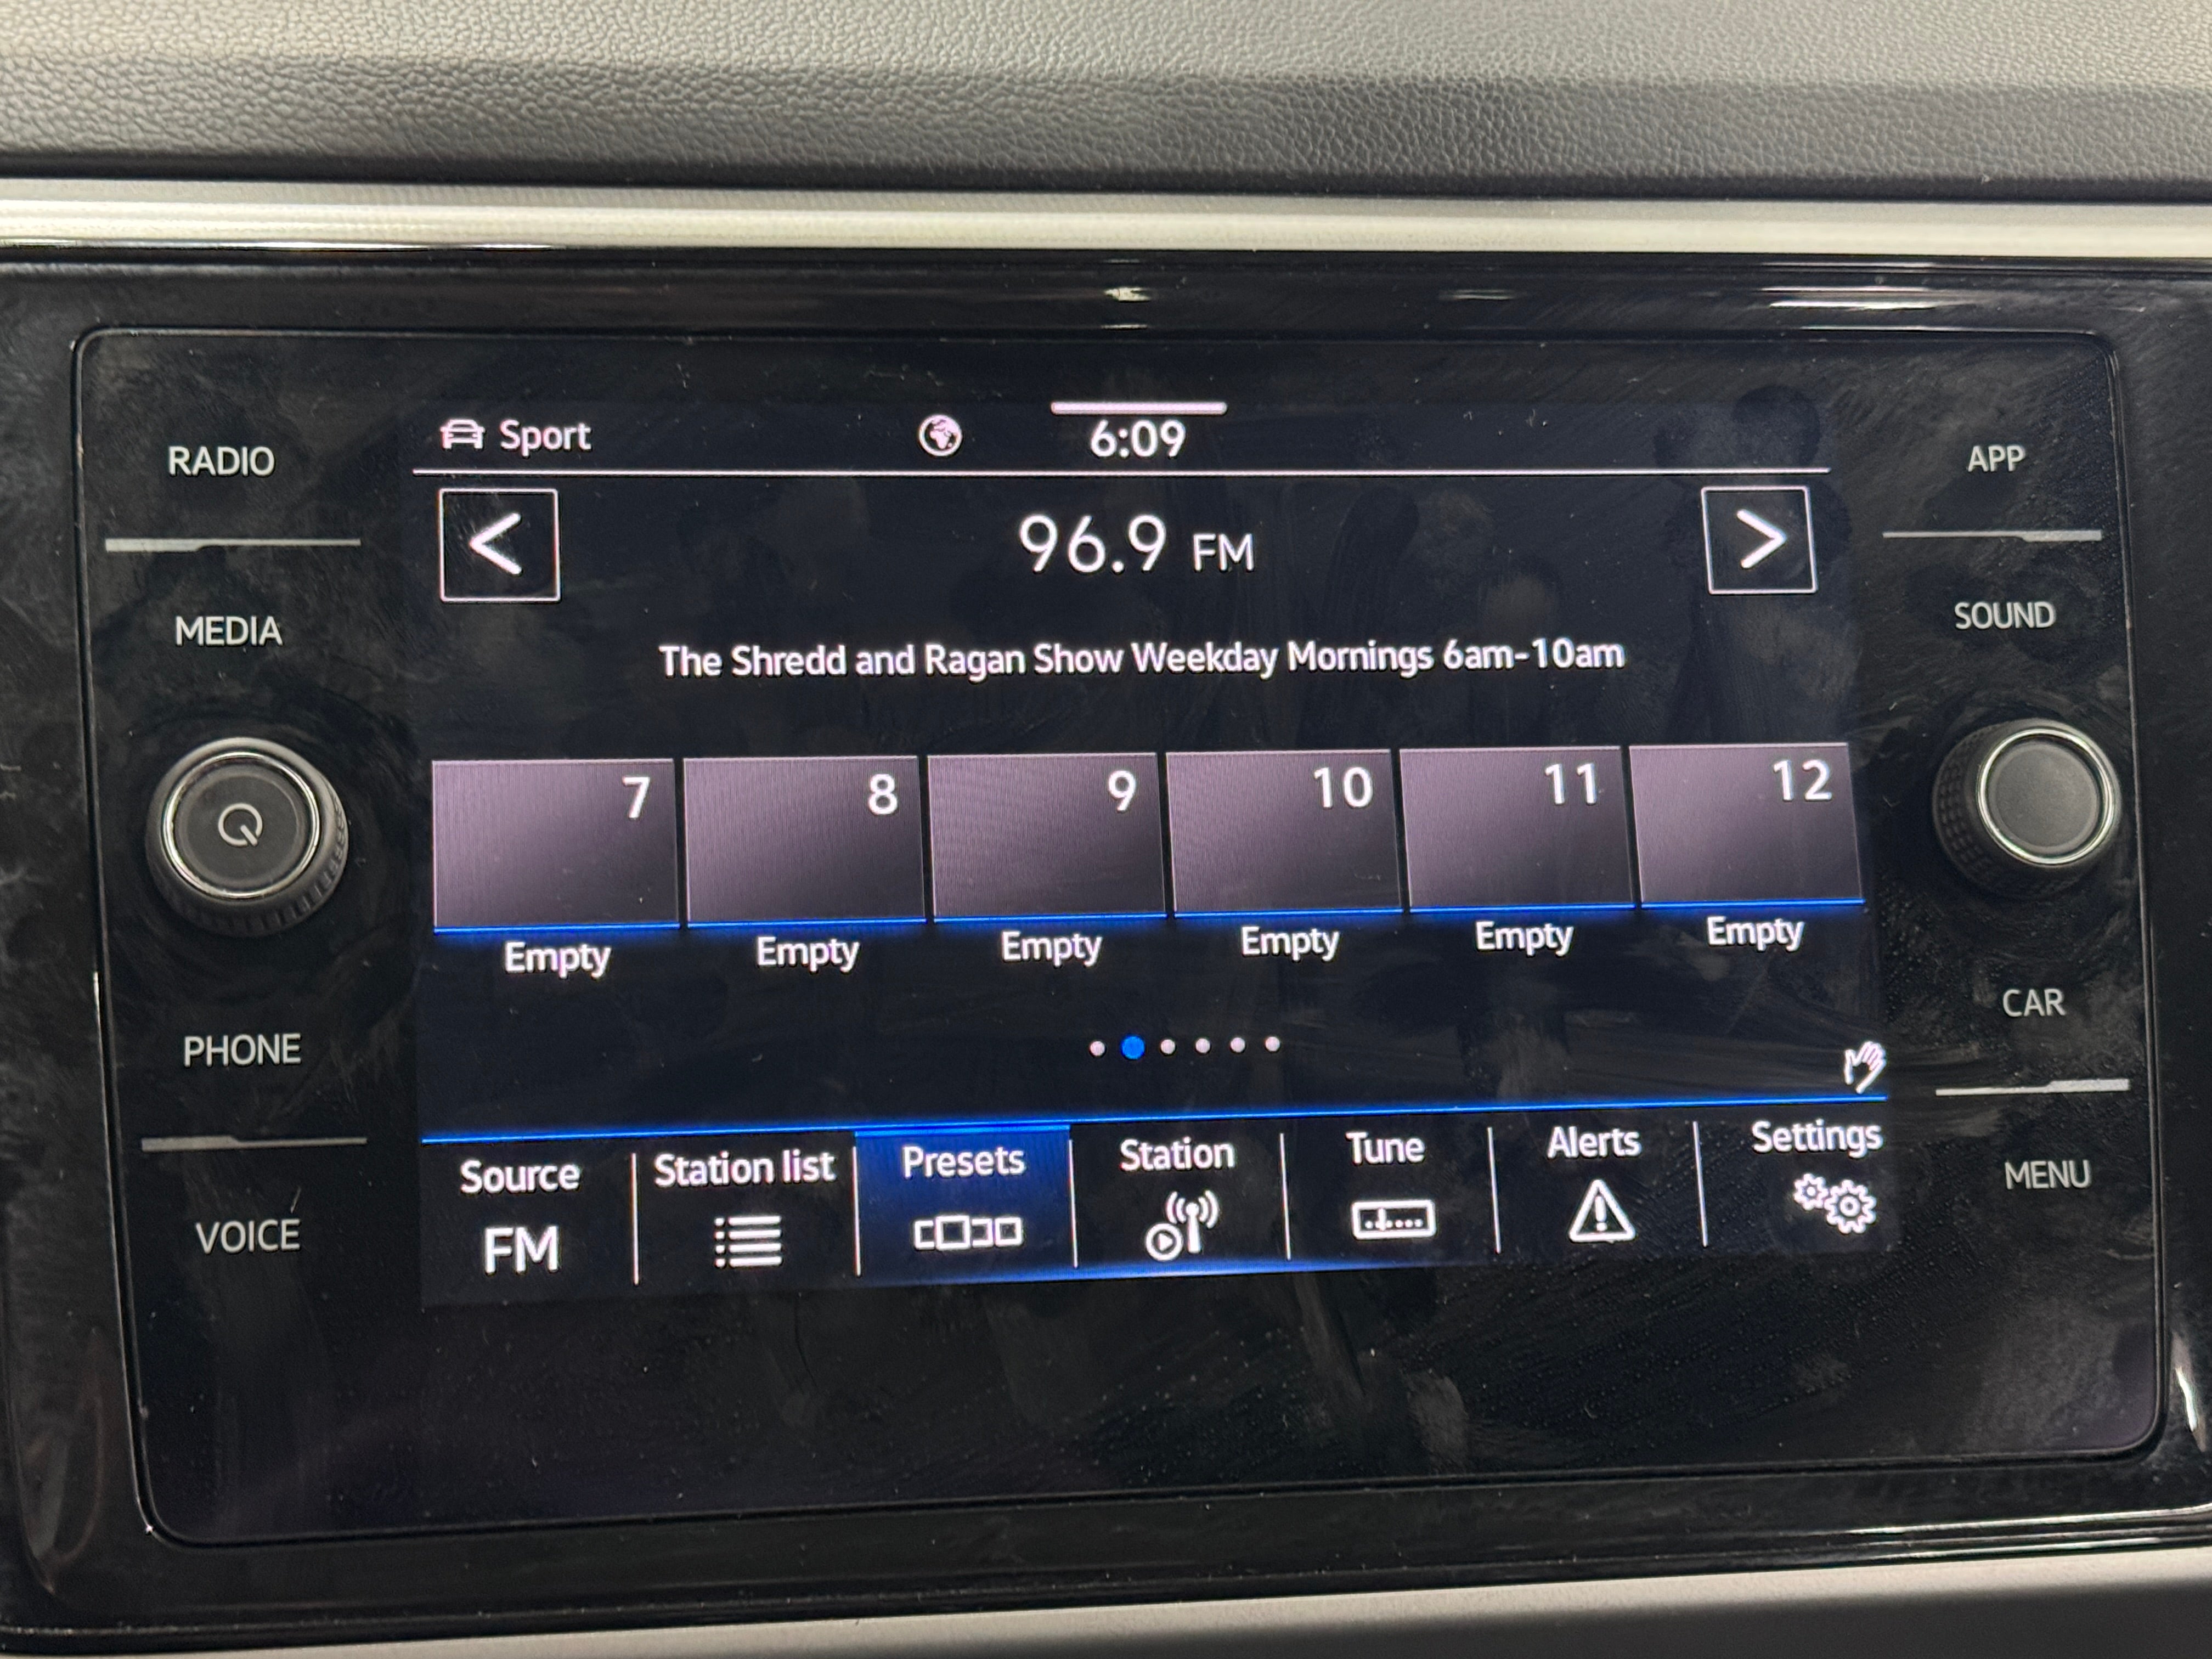 RADIO
MEDIA
PHONE
VOICE
Sport
6:09
<
96.9 FM
>
The Shredd and Ragan Show Weekday Mornings 6am-10am
7 8 9 10 11 12
Empty Empty Empty Empty Empty Empty
Source Station list Presets Station Tune Alerts Settings
FM
APP
SOUND
CAR
MENU